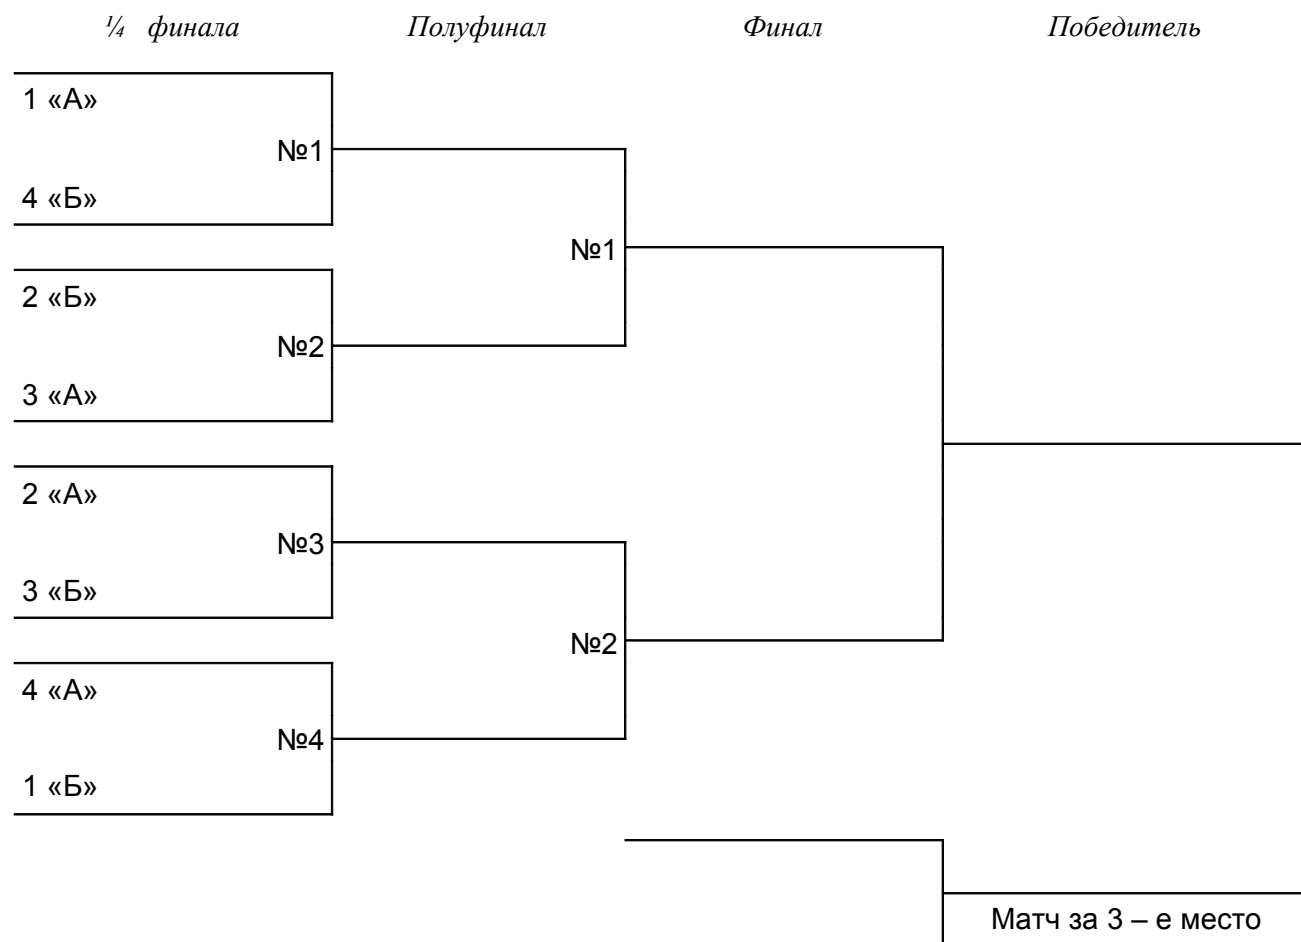 ¼ финала Полуфинал Финал Победитель
1 «А»
№1
4 «Б»
№1
2 «Б»
№2
3 «А»
2 «А»
№3
3 «Б»
№2
4 «А»
№4
1 «Б»
Матч за 3 – е место